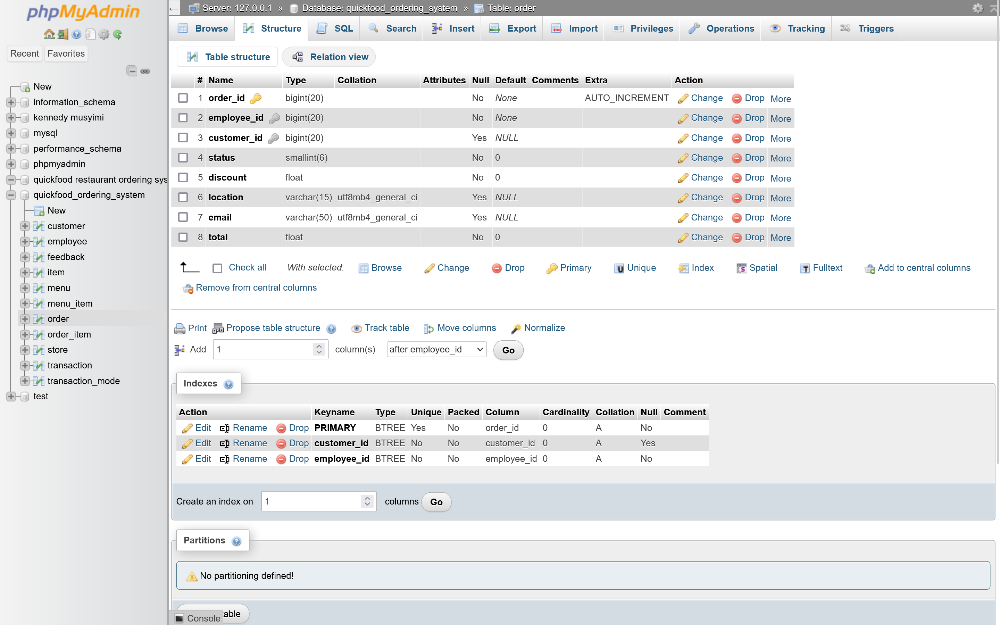 phpMyAdmin
Recent Favorites
New
information_schema
kennedy musyimi
mysql
performance_schema
phpmyadmin
quickfood restaurant ordering sys
quickfood_ordering_system
New
customer
employee
feedback
item
menu
menu_item
order
order_item
store
transaction
transaction_mode
test
← Server: 127.0.0.1 » Database: quickfood_ordering_system » Table: order
Browse Structure SQL Search Insert Export Import Privileges Operations Tracking Triggers
Table structure Relation view
# Name Type Collation Attributes Null Default Comments Extra Action
1 order_id bigint(20) No None AUTO_INCREMENT Change Drop More
2 employee_id bigint(20) No None Change Drop More
3 customer_id bigint(20) Yes NULL Change Drop More
4 status smallint(6) No 0 Change Drop More
5 discount float No 0 Change Drop More
6 location varchar(15) utf8mb4_general_ci Yes NULL Change Drop More
7 email varchar(50) utf8mb4_general_ci Yes NULL Change Drop More
8 total float No 0 Change Drop More
Check all With selected: Browse Change Drop Primary Unique Index Spatial Fulltext Add to central columns
Remove from central columns
Print Propose table structure Track table Move columns Normalize
Add 1 column(s) after employee_id Go
Indexes
Action Keyname Type Unique Packed Column Cardinality Collation Null Comment
Edit Rename Drop PRIMARY BTREE Yes No order_id 0 A No
Edit Rename Drop customer_id BTREE No No customer_id 0 A Yes
Edit Rename Drop employee_id BTREE No No employee_id 0 A No
Create an index on 1 columns Go
Partitions
No partitioning defined!
able
Console